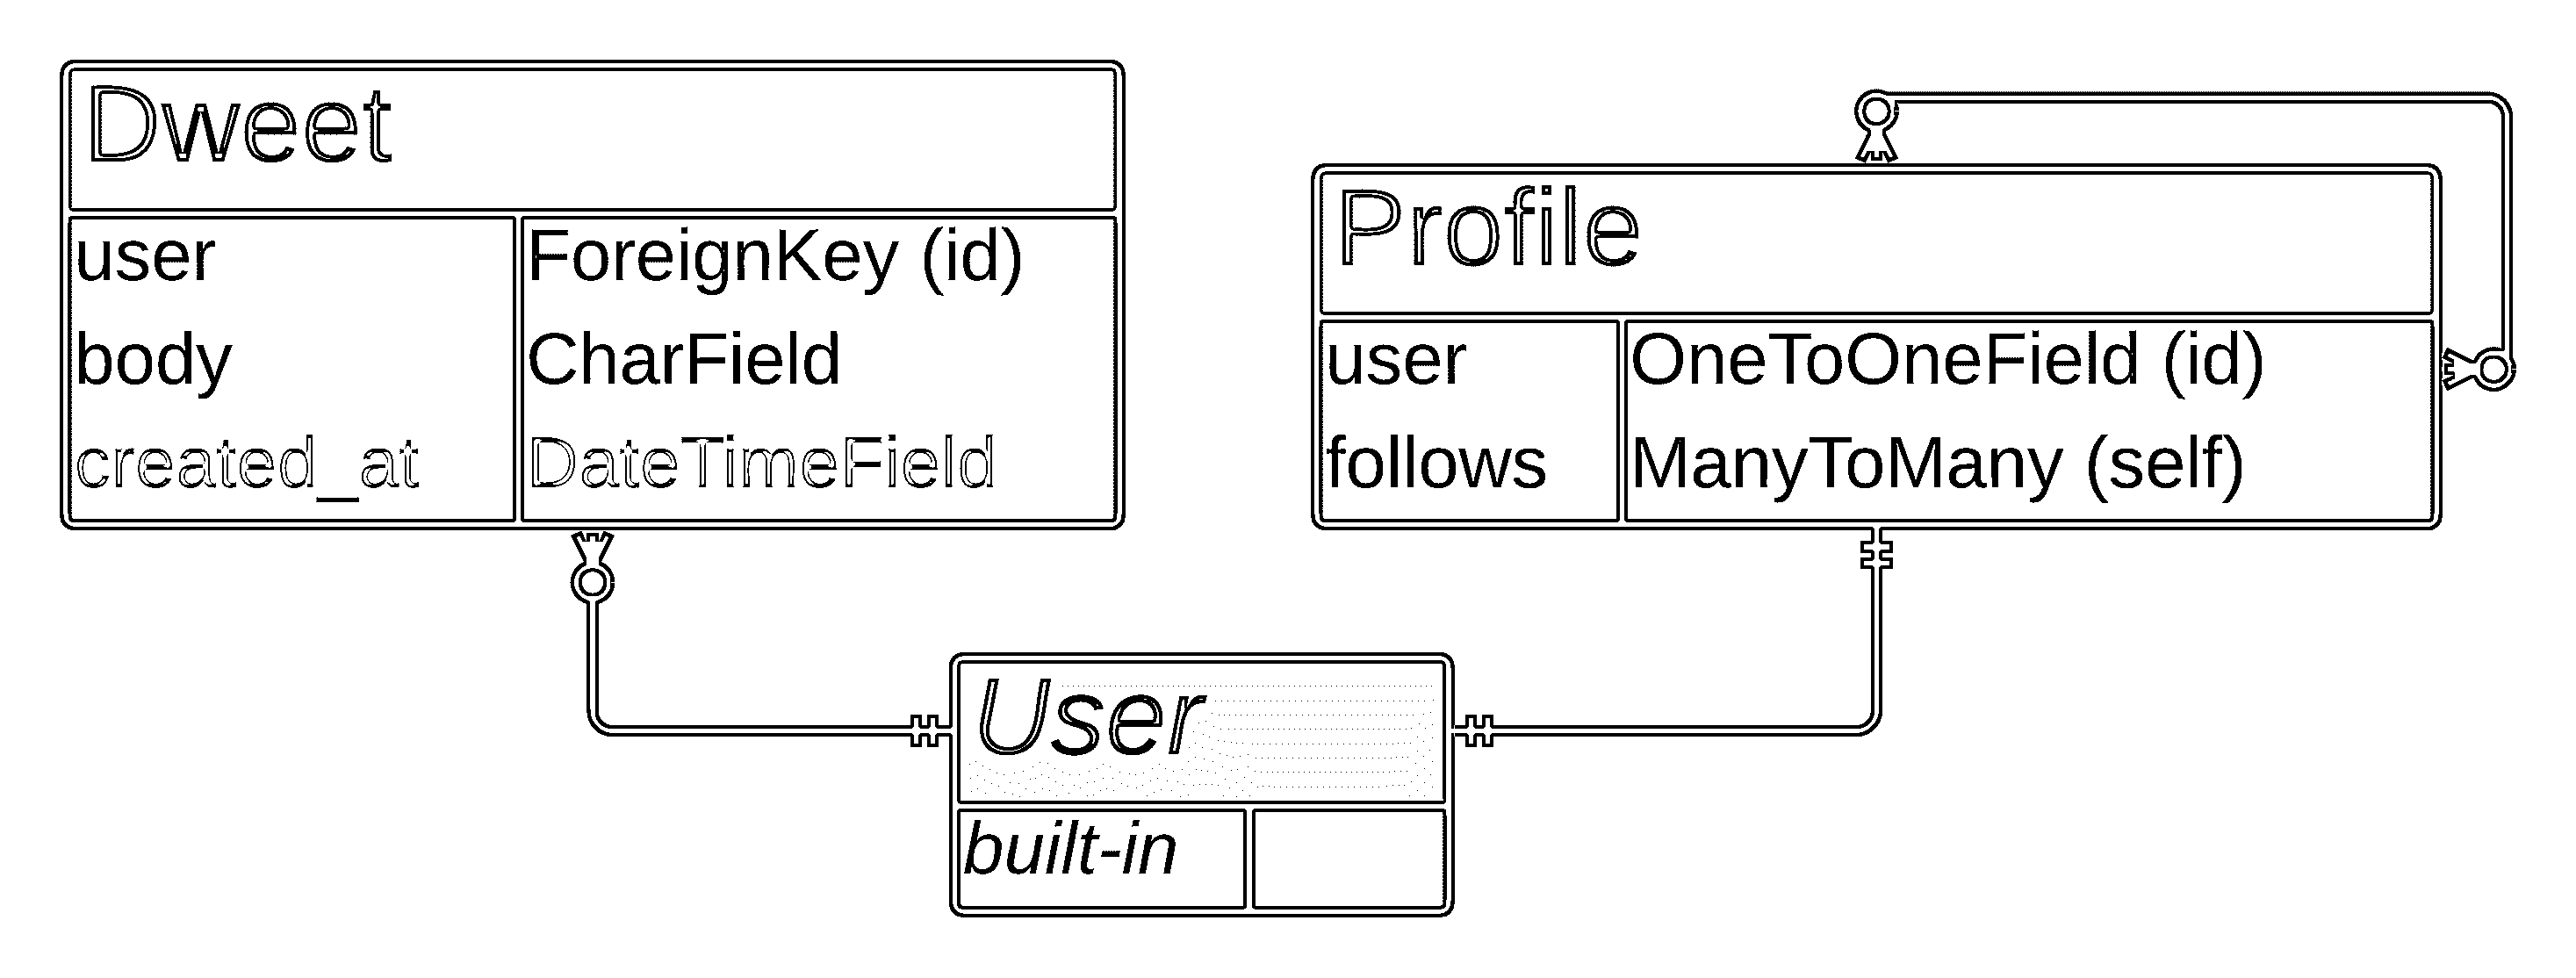 Dweet
user ForeignKey (id)
body CharField
created_at DateTimeField
Profile
user OneToOneField (id)
follows ManyToMany (self)
User
built-in